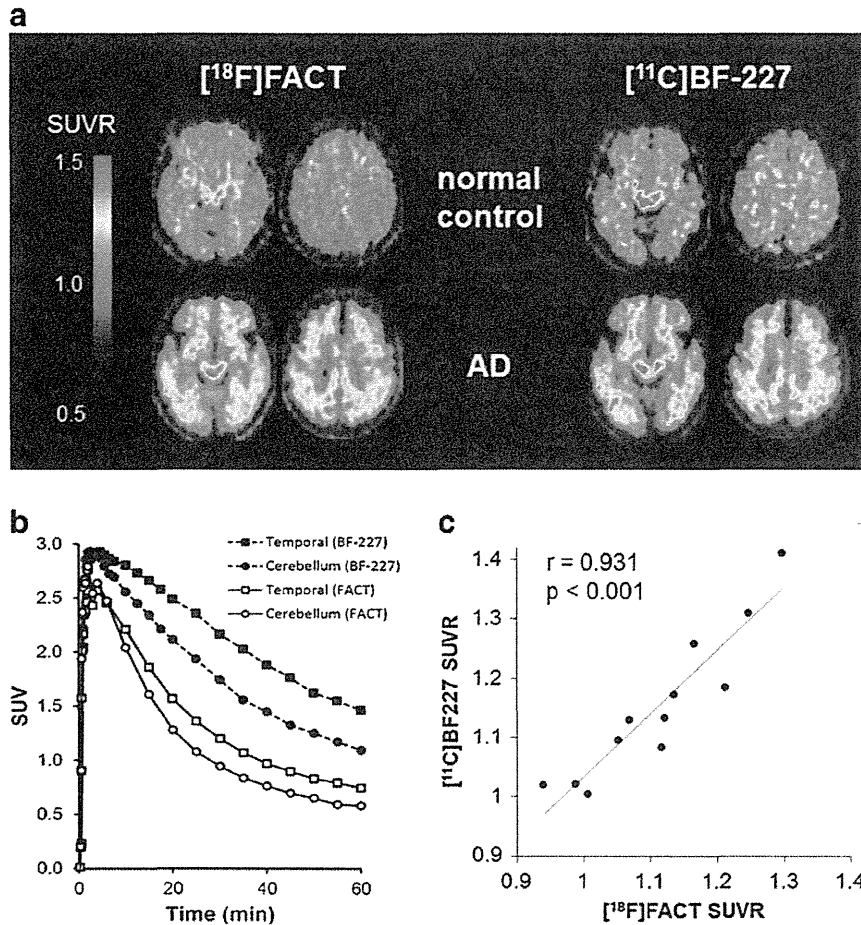 a
[18F]FACT [11C]BF-227
SUVR
1.5
1.0
0.5
normal
control
AD
b
3.0
2.5
2.0
1.5
1.0
0.5
0.0
SUV
0 20 40 60
Time (min)
Temporal (BF-227)
Cerebellum (BF-227)
Temporal (FACT)
Cerebellum (FACT)
c
r = 0.931
p < 0.001
1.4
1.3
1.2
1.1
1
0.9
[11C]BF227 SUVR
0.9 1 1.1 1.2 1.3 1.4
[18F]FACT SUVR